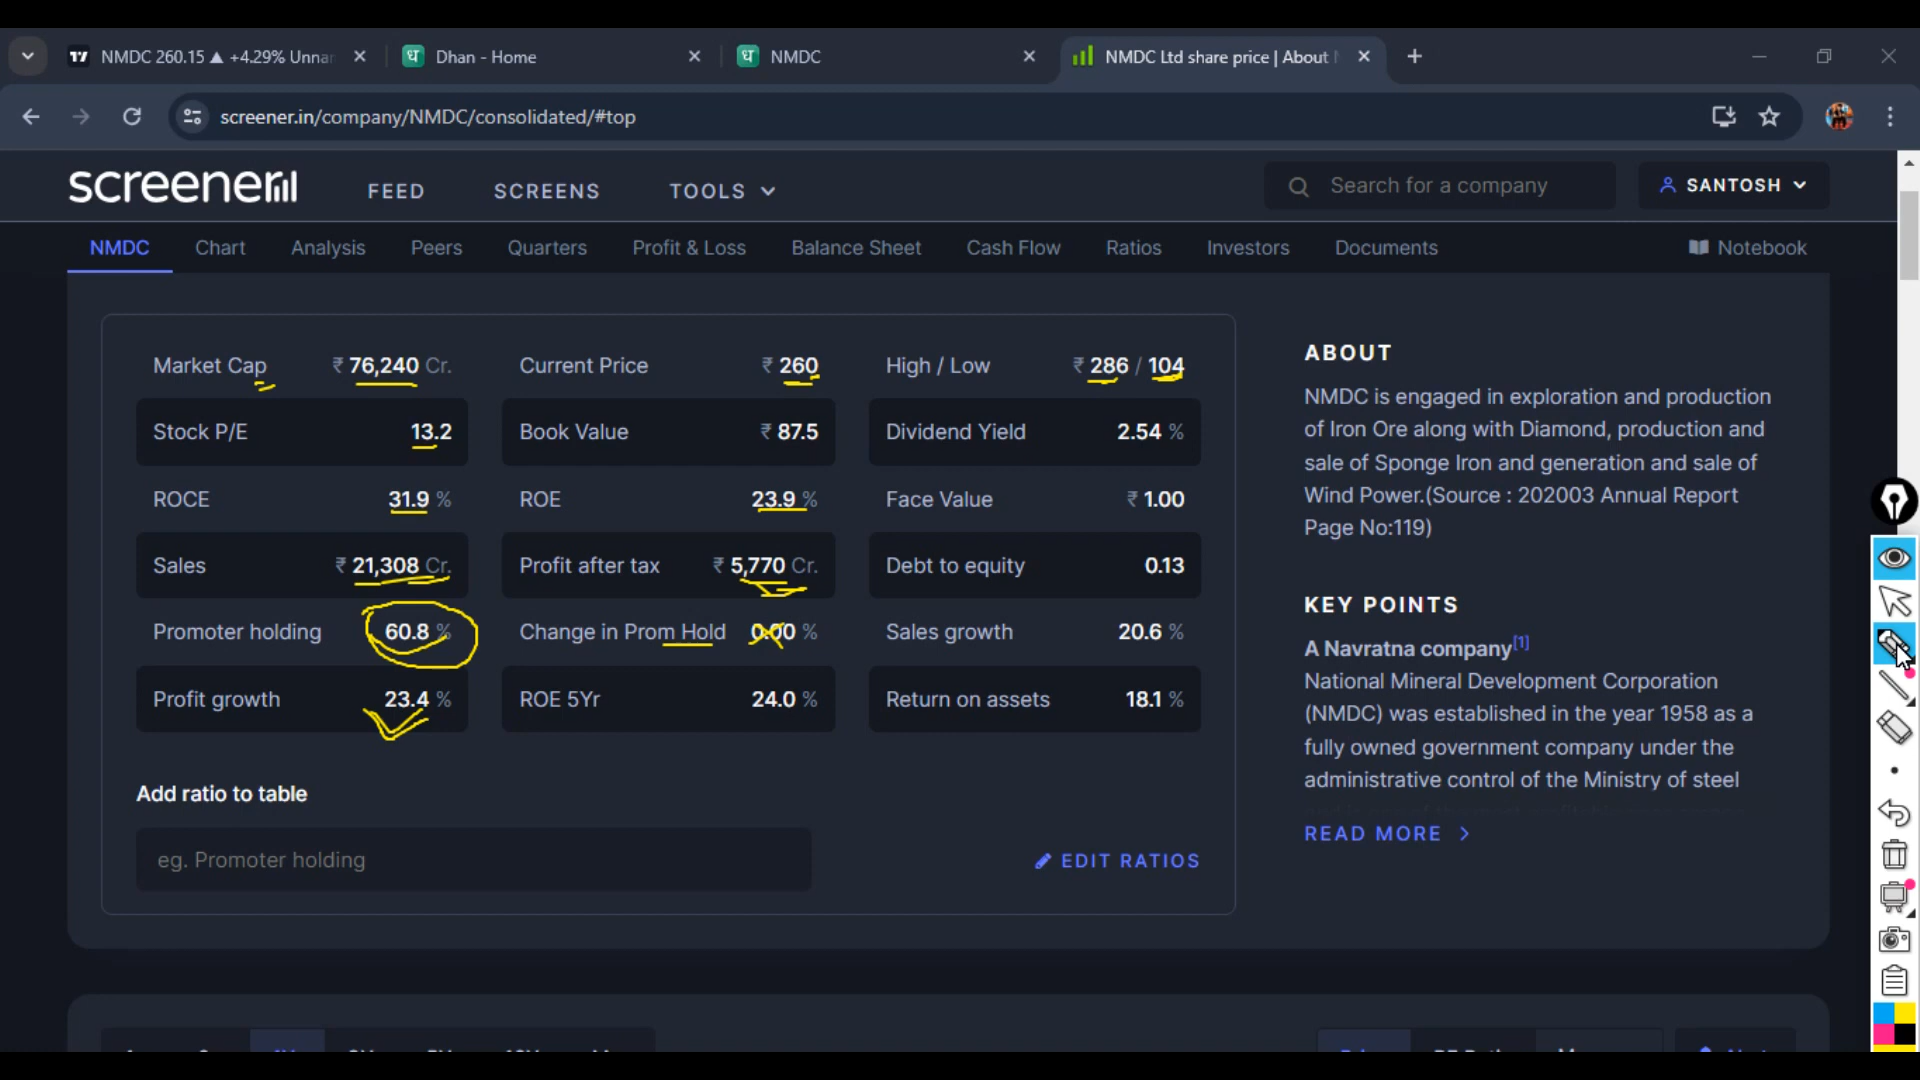 NMDC 260.15 ▲ +4.29% Unnar
Dhan - Home
NMDC
NMDC Ltd share price | About
screener.in/company/NMDC/consolidated/#top
screener
FEED
SCREENS
TOOLS
Search for a company
SANTOSH
NMDC
Chart
Analysis
Peers
Quarters
Profit & Loss
Balance Sheet
Cash Flow
Ratios
Investors
Documents
Notebook
Market Cap ₹ 76,240 Cr.
Current Price ₹ 260
High / Low ₹ 286 / 104
Stock P/E 13.2
Book Value ₹ 87.5
Dividend Yield 2.54 %
ROCE 31.9 %
ROE 23.9 %
Face Value ₹ 1.00
Sales ₹ 21,308 Cr.
Profit after tax ₹ 5,770 Cr.
Debt to equity 0.13
Promoter holding 60.8 %
Change in Prom Hold 0.00 %
Sales growth 20.6 %
Profit growth 23.4 %
ROE 5Yr 24.0 %
Return on assets 18.1 %
Add ratio to table
eg. Promoter holding
EDIT RATIOS
ABOUT
NMDC is engaged in exploration and production
of Iron Ore along with Diamond, production and
sale of Sponge Iron and generation and sale of
Wind Power.(Source : 202003 Annual Report
Page No:119)
KEY POINTS
A Navratna company[1]
National Mineral Development Corporation
(NMDC) was established in the year 1958 as a
fully owned government company under the
administrative control of the Ministry of steel
READ MORE